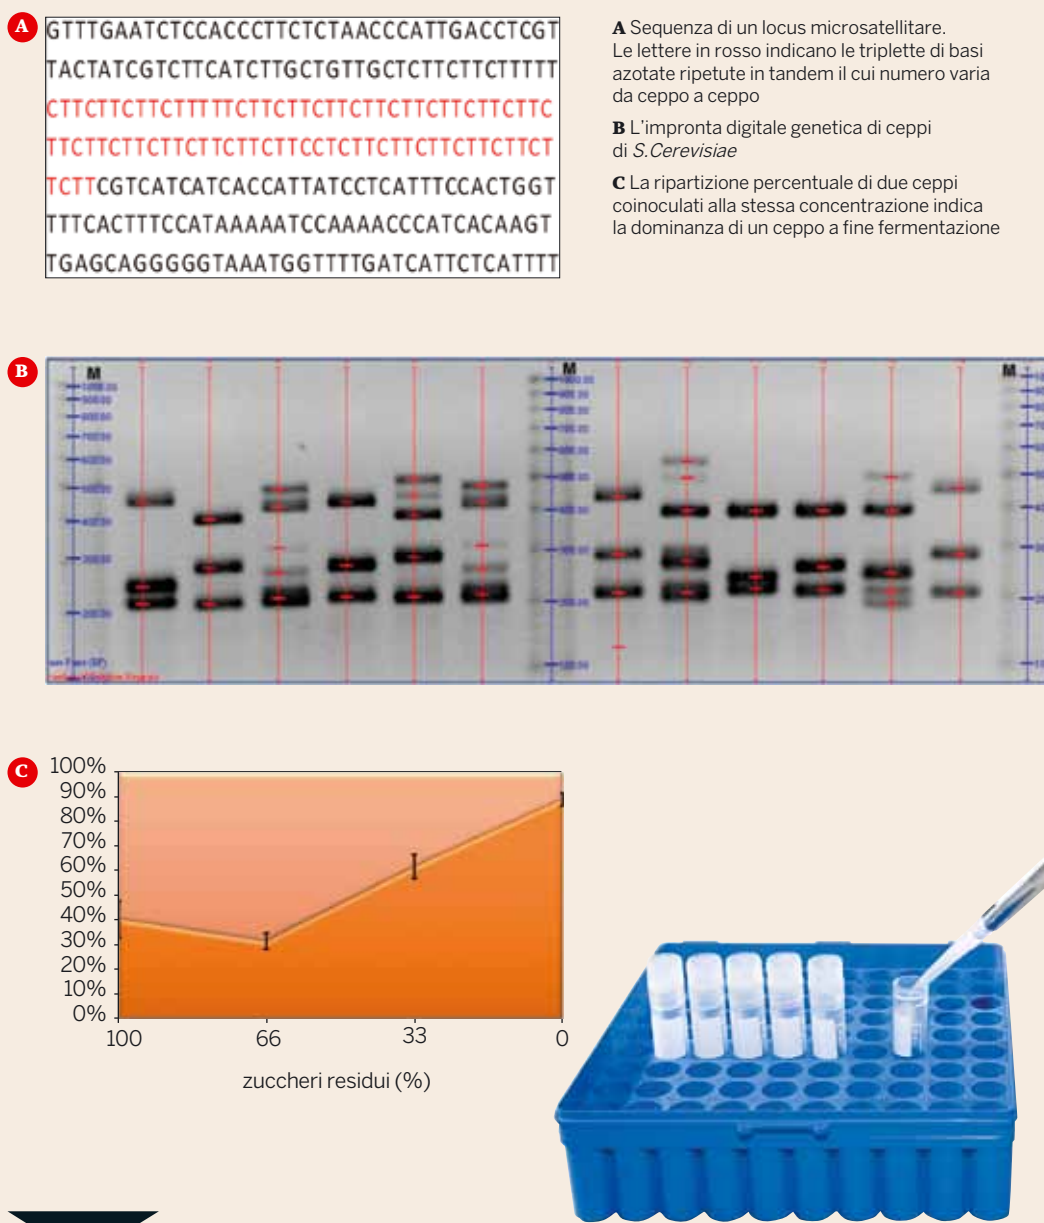 A
GTTTGAATCTCCACCCTTCTCTAACCCATTGACCTCGT
TACTATCGTCTTCATCTTGCTGTTGCTCTTCTTCTTTTT
CTTCTTCTTCTTTTTCTTCTTCTTCTTCTTCTTCTTCTTC
TTCTTCTTCTTCTTCTTCTTCCTCTTCTTCTTCTTCTTCT
TCTTCGTCATCATCACCATTATCCTCATTTCCACTGGT
TTTCACTTTCCATAAAAATCCAAAACCCATCACAAGT
TGAGCAGGGGGTAAATGGTTTTGATCATTCTCATTTT
A Sequenza di un locus microsatellitare.
Le lettere in rosso indicano le triplette di basi
azotate ripetute in tandem il cui numero varia
da ceppo a ceppo
B L'impronta digitale genetica di ceppi
di S.Cerevisiae
C La ripartizione percentuale di due ceppi
coinoculati alla stessa concentrazione indica
la dominanza di un ceppo a fine fermentazione
B
M
M
M
C
100%
90%
80%
70%
60%
50%
40%
30%
20%
10%
0%
100 66 33 0
zuccheri residui (%)